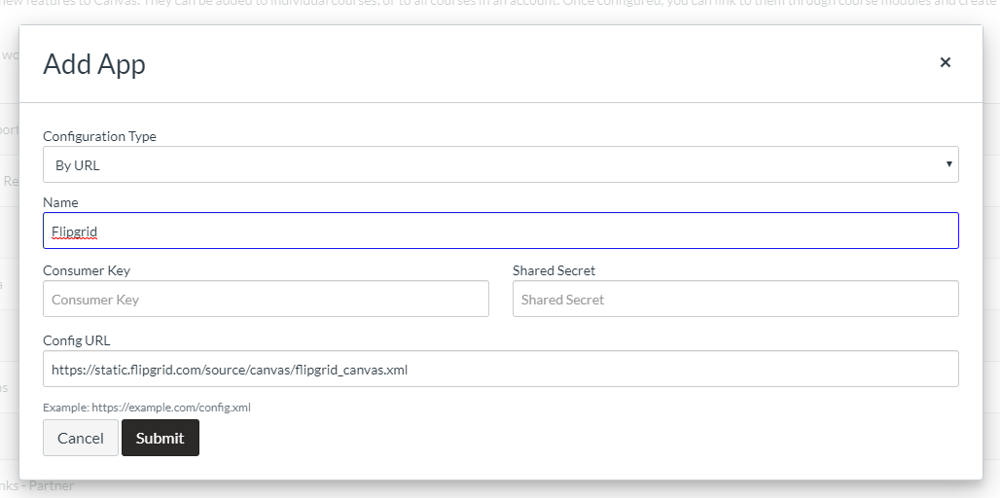 new features to Canvas. They can be added to individual courses, or to all courses in an account. Once configured, you can link to them through course modules and create
Add App
×
Configuration Type
By URL
Name
Flipgrid
Consumer Key
Shared Secret
Consumer Key
Shared Secret
Config URL
https://static.flipgrid.com/source/canvas/flipgrid_canvas.xml
Example: https://example.com/config.xml
Cancel
Submit
- Partner